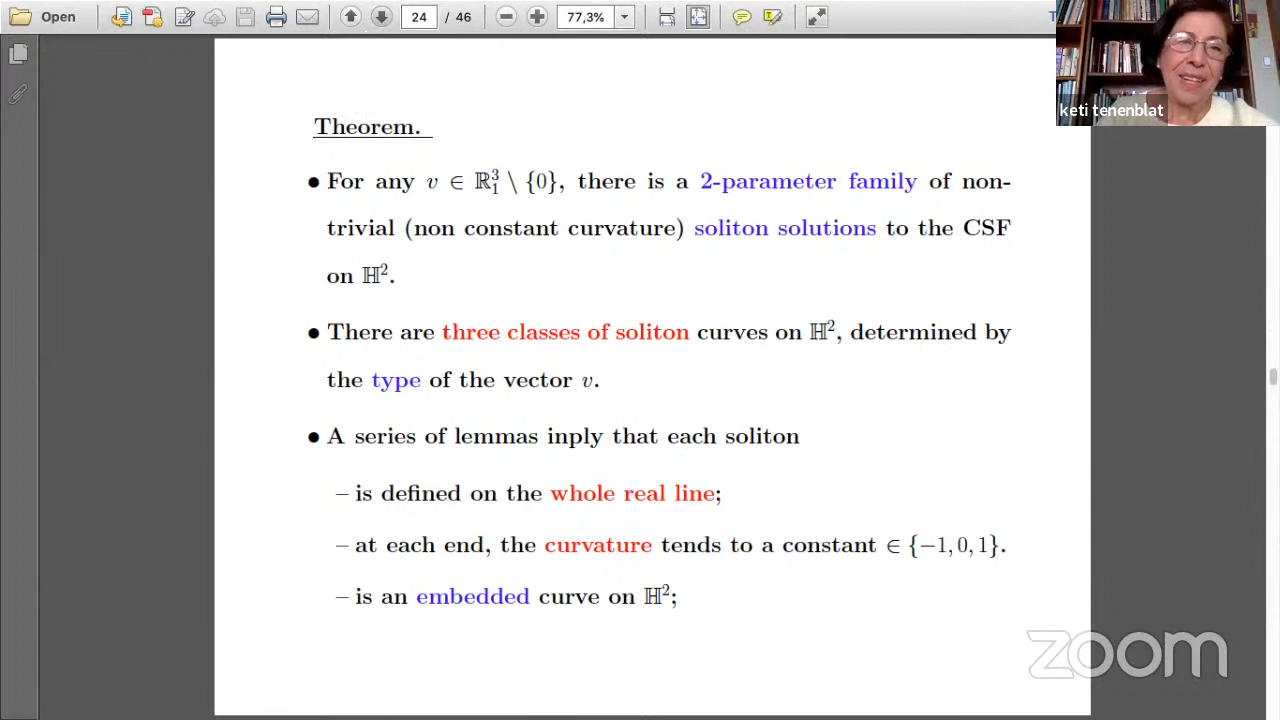 Open
24 / 46
77,3%
T
keti tenenblat
Theorem.
• For any v ∈ ℝ³₁ \ {0}, there is a 2-parameter family of non-
trivial (non constant curvature) soliton solutions to the CSF
on ℍ².
• There are three classes of soliton curves on ℍ², determined by
the type of the vector v.
• A series of lemmas inply that each soliton
– is defined on the whole real line;
– at each end, the curvature tends to a constant ∈ {−1, 0, 1}.
– is an embedded curve on ℍ²;
zoom